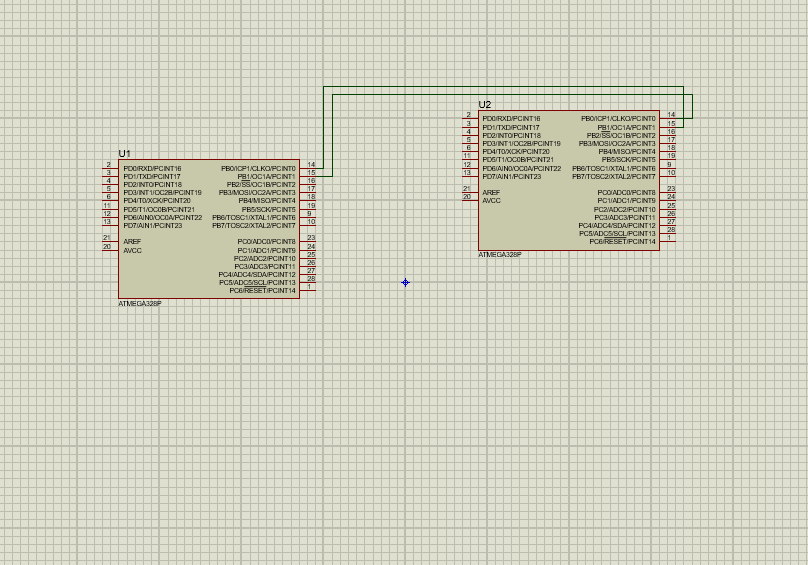 U1
2 PD0/RXD/PCINT16 PB0/ICP1/CLKO/PCINT0 14
3 PD1/TXD/PCINT17 PB1/OC1A/PCINT1 15
4 PD2/INT0/PCINT18 PB2/SS/OC1B/PCINT2 16
5 PD3/INT1/OC2B/PCINT19 PB3/MOSI/OC2A/PCINT3 17
6 PD4/T0/XCK/PCINT20 PB4/MISO/PCINT4 18
11 PD5/T1/OC0B/PCINT21 PB5/SCK/PCINT5 19
12 PD6/AIN0/OC0A/PCINT22 PB6/TOSC1/XTAL1/PCINT6 9
13 PD7/AIN1/PCINT23 PB7/TOSC2/XTAL2/PCINT7 10
21 AREF PC0/ADC0/PCINT8 23
20 AVCC PC1/ADC1/PCINT9 24
PC2/ADC2/PCINT10 25
PC3/ADC3/PCINT11 26
PC4/ADC4/SDA/PCINT12 27
PC5/ADC5/SCL/PCINT13 28
PC6/RESET/PCINT14 1
ATMEGA328P
U2
2 PD0/RXD/PCINT16 PB0/ICP1/CLKO/PCINT0 14
3 PD1/TXD/PCINT17 PB1/OC1A/PCINT1 15
4 PD2/INT0/PCINT18 PB2/SS/OC1B/PCINT2 16
5 PD3/INT1/OC2B/PCINT19 PB3/MOSI/OC2A/PCINT3 17
6 PD4/T0/XCK/PCINT20 PB4/MISO/PCINT4 18
11 PD5/T1/OC0B/PCINT21 PB5/SCK/PCINT5 19
12 PD6/AIN0/OC0A/PCINT22 PB6/TOSC1/XTAL1/PCINT6 9
13 PD7/AIN1/PCINT23 PB7/TOSC2/XTAL2/PCINT7 10
21 AREF PC0/ADC0/PCINT8 23
20 AVCC PC1/ADC1/PCINT9 24
PC2/ADC2/PCINT10 25
PC3/ADC3/PCINT11 26
PC4/ADC4/SDA/PCINT12 27
PC5/ADC5/SCL/PCINT13 28
PC6/RESET/PCINT14 1
ATMEGA328P